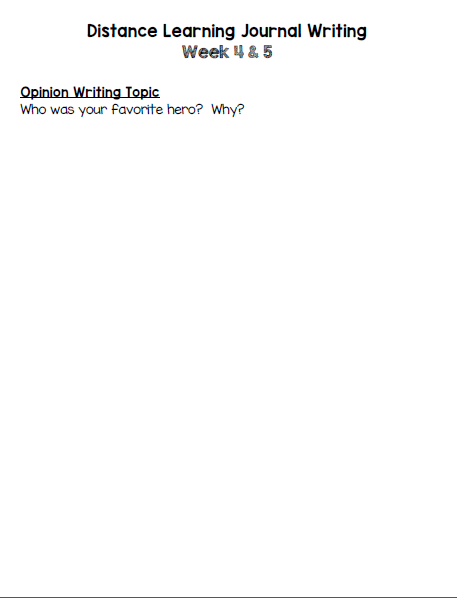 Distance Learning Journal Writing
Week 4 & 5
Opinion Writing Topic
Who was your favorite hero?  Why?